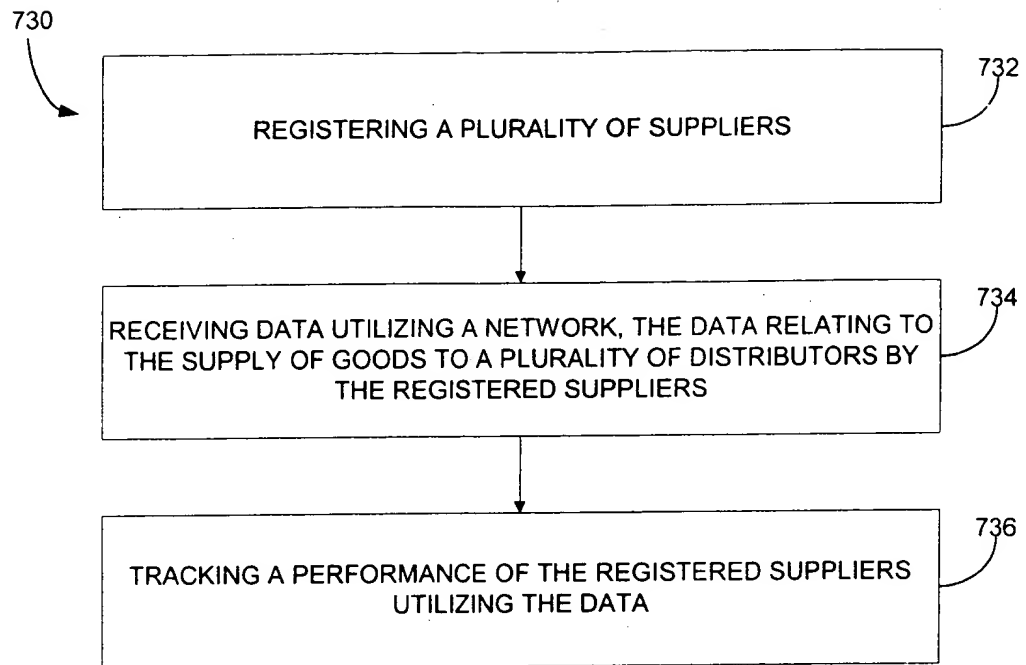 730
732
REGISTERING A PLURALITY OF SUPPLIERS
734
RECEIVING DATA UTILIZING A NETWORK, THE DATA RELATING TO
THE SUPPLY OF GOODS TO A PLURALITY OF DISTRIBUTORS BY
THE REGISTERED SUPPLIERS
736
TRACKING A PERFORMANCE OF THE REGISTERED SUPPLIERS
UTILIZING THE DATA